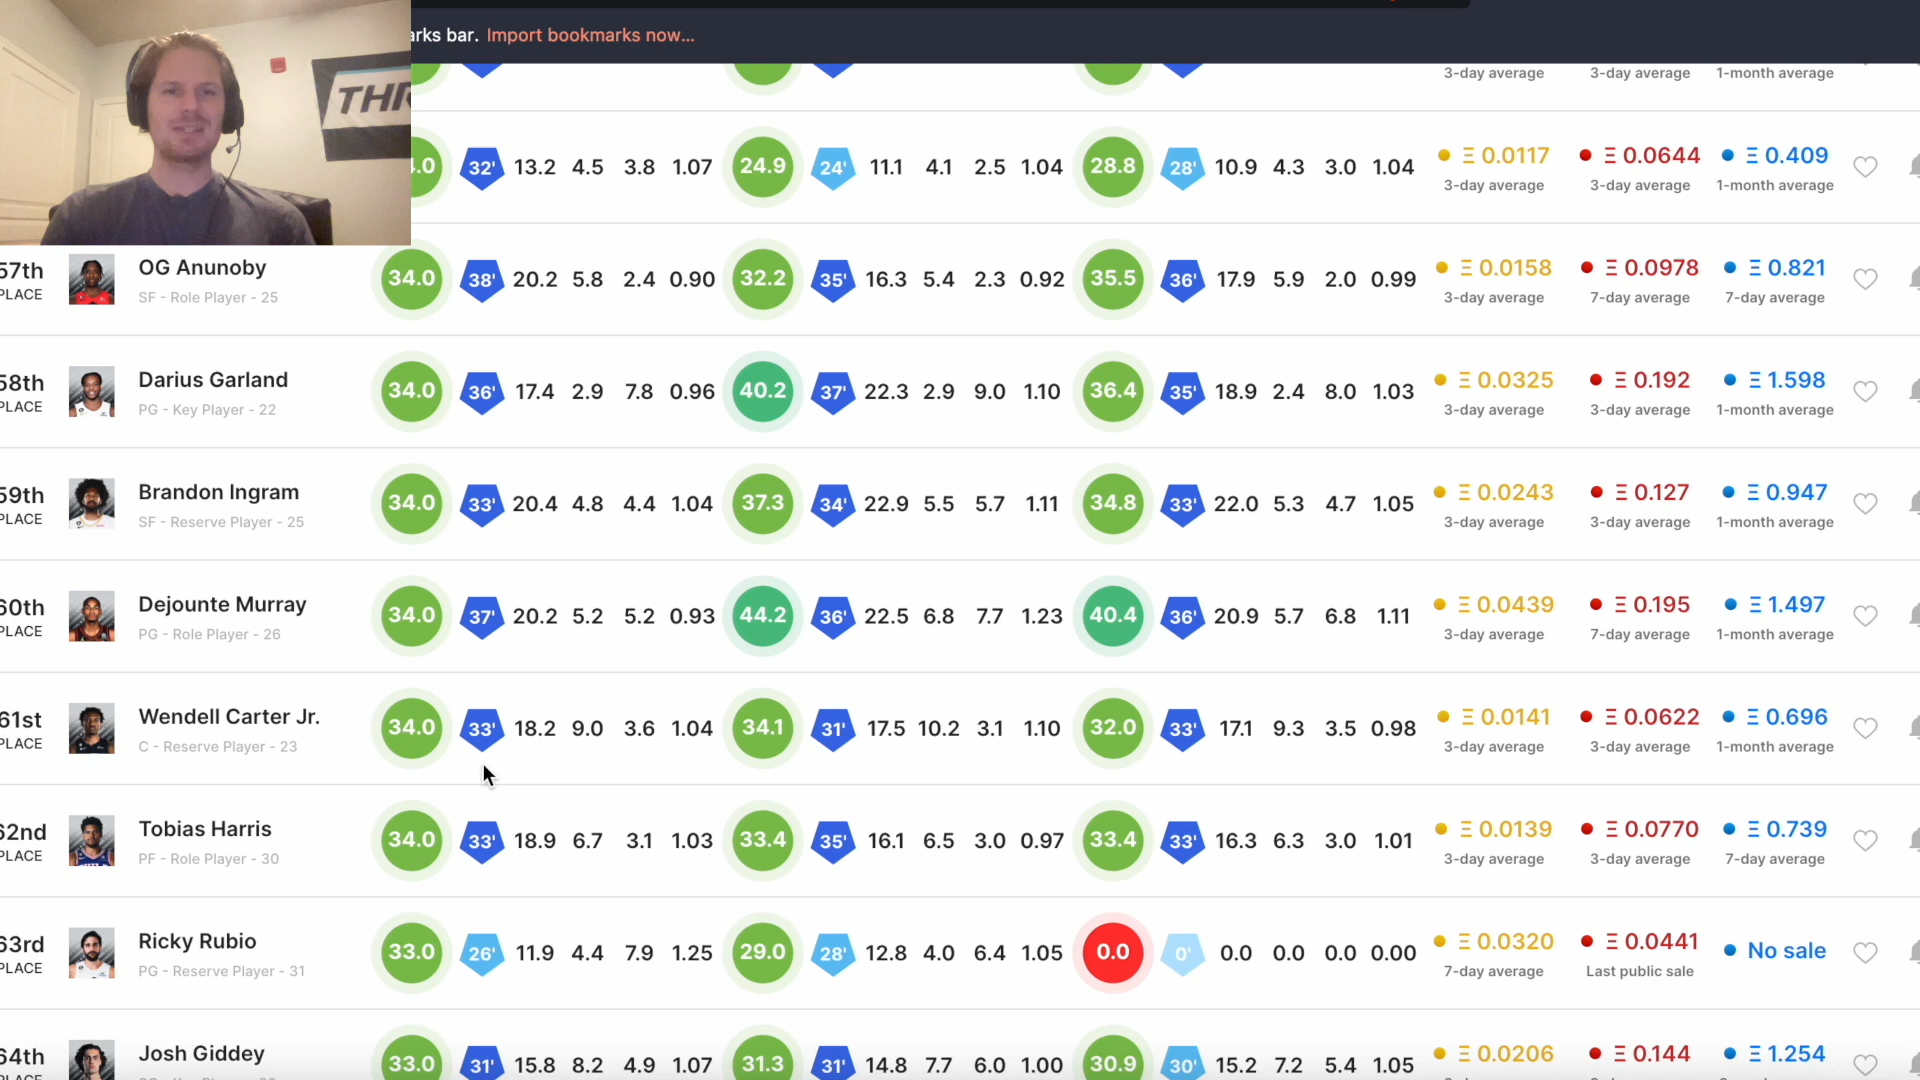 arks bar. Import bookmarks now...
THR
3-day average 3-day average 1-month average
32' 13.2 4.5 3.8 1.07 24.9 24' 11.1 4.1 2.5 1.04 28.8 28' 10.9 4.3 3.0 1.04 Ξ 0.0117 Ξ 0.0644 Ξ 0.409
3-day average 3-day average 1-month average
57th OG Anunoby 34.0 38' 20.2 5.8 2.4 0.90 32.2 35' 16.3 5.4 2.3 0.92 35.5 36' 17.9 5.9 2.0 0.99 Ξ 0.0158 Ξ 0.0978 Ξ 0.821
PLACE SF - Role Player - 25 3-day average 7-day average 7-day average
58th Darius Garland 34.0 36' 17.4 2.9 7.8 0.96 40.2 37' 22.3 2.9 9.0 1.10 36.4 35' 18.9 2.4 8.0 1.03 Ξ 0.0325 Ξ 0.192 Ξ 1.598
PLACE PG - Key Player - 22 3-day average 3-day average 1-month average
59th Brandon Ingram 34.0 33' 20.4 4.8 4.4 1.04 37.3 34' 22.9 5.5 5.7 1.11 34.8 33' 22.0 5.3 4.7 1.05 Ξ 0.0243 Ξ 0.127 Ξ 0.947
PLACE SF - Reserve Player - 25 3-day average 3-day average 1-month average
60th Dejounte Murray 34.0 37' 20.2 5.2 5.2 0.93 44.2 36' 22.5 6.8 7.7 1.23 40.4 36' 20.9 5.7 6.8 1.11 Ξ 0.0439 Ξ 0.195 Ξ 1.497
PLACE PG - Role Player - 26 3-day average 7-day average 1-month average
61st Wendell Carter Jr. 34.0 33' 18.2 9.0 3.6 1.04 34.1 31' 17.5 10.2 3.1 1.10 32.0 33' 17.1 9.3 3.5 0.98 Ξ 0.0141 Ξ 0.0622 Ξ 0.696
PLACE C - Reserve Player - 23 3-day average 3-day average 1-month average
62nd Tobias Harris 34.0 33' 18.9 6.7 3.1 1.03 33.4 35' 16.1 6.5 3.0 0.97 33.4 33' 16.3 6.3 3.0 1.01 Ξ 0.0139 Ξ 0.0770 Ξ 0.739
PLACE PF - Role Player - 30 3-day average 3-day average 7-day average
63rd Ricky Rubio 33.0 26' 11.9 4.4 7.9 1.25 29.0 28' 12.8 4.0 6.4 1.05 0.0 0' 0.0 0.0 0.0 0.00 Ξ 0.0320 Ξ 0.0441 No sale
PLACE PG - Reserve Player - 31 7-day average Last public sale
64th Josh Giddey 33.0 31' 15.8 8.2 4.9 1.07 31.3 31' 14.8 7.7 6.0 1.00 30.9 30' 15.2 7.2 5.4 1.05 Ξ 0.0206 Ξ 0.144 Ξ 1.254